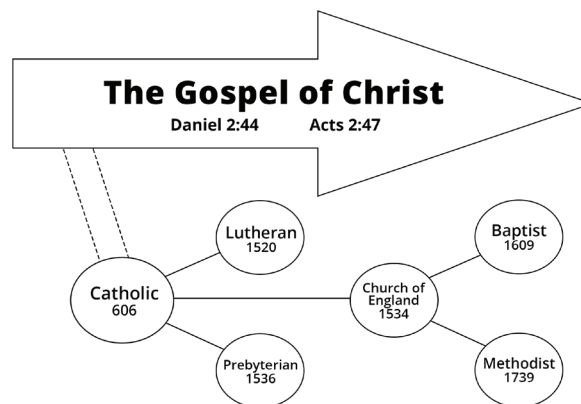 The Gospel of Christ
Daniel 2:44 Acts 2:47
Lutheran
1520
Baptist
1609
Catholic
606
Church of
England
1534
Prebyterian
1536
Methodist
1739